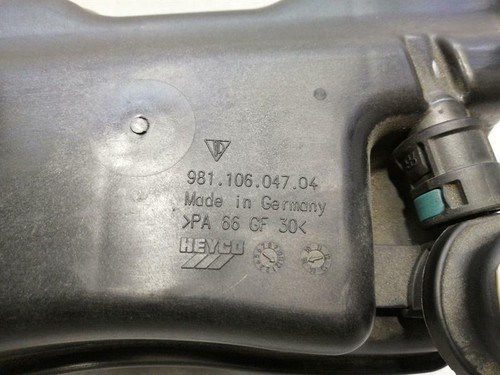 981.106.047.04
Made in Germany
>PA 66 GF 30<
HEYCO